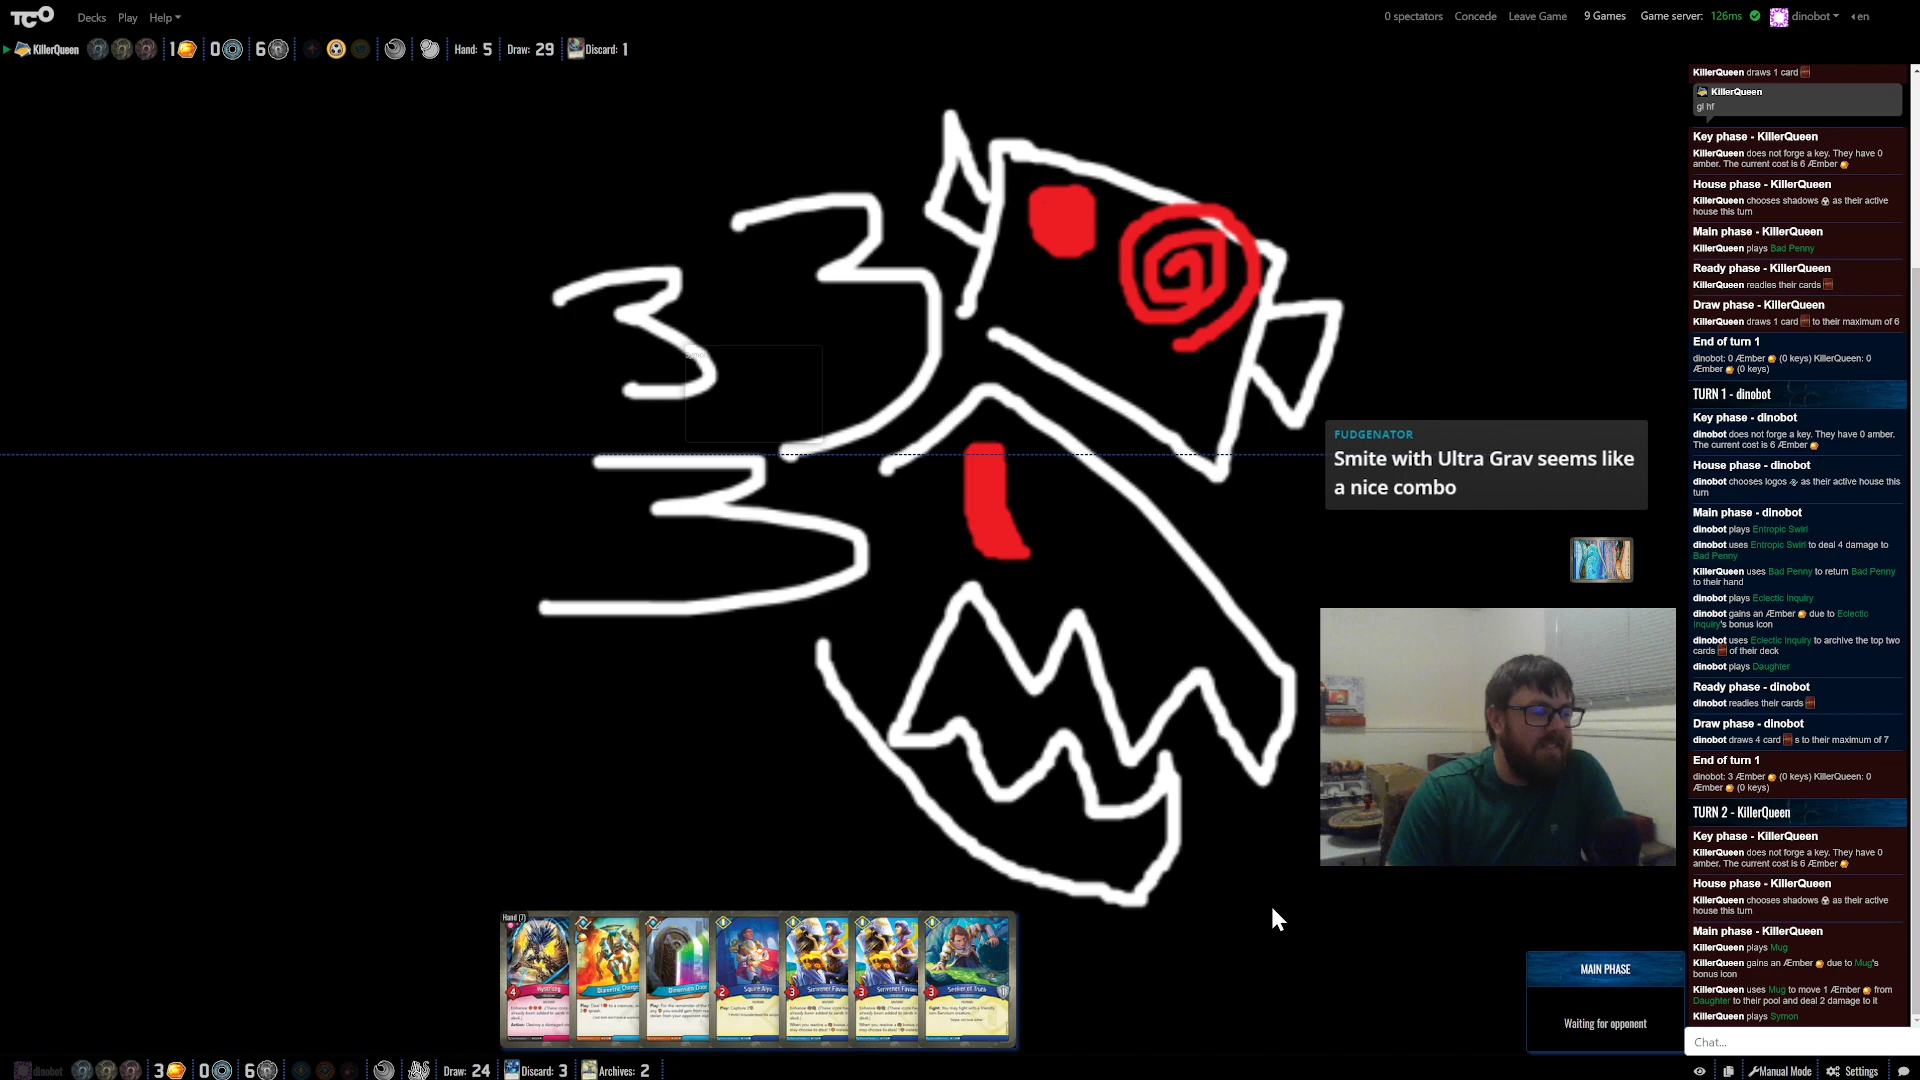 TCO
Decks Play Help
0 spectators Concede Leave Game 9 Games Game server: 126ms dinobot en
KillerQueen 1 0 6 Hand: 5 Draw: 29 Discard: 1
KillerQueen draws 1 card
KillerQueen
gl hf
Key phase - KillerQueen
KillerQueen does not forge a key. They have 0
amber. The current cost is 6 Æmber
House phase - KillerQueen
KillerQueen chooses shadows as their active
house this turn
Main phase - KillerQueen
KillerQueen plays Bad Penny
Ready phase - KillerQueen
KillerQueen readies their cards
Draw phase - KillerQueen
KillerQueen draws 1 card to their maximum of 6
End of turn 1
dinobot: 0 Æmber (0 keys) KillerQueen: 0
Æmber (0 keys)
TURN 1 - dinobot
Key phase - dinobot
dinobot does not forge a key. They have 0 amber.
The current cost is 6 Æmber
House phase - dinobot
dinobot chooses logos as their active house this
turn
Main phase - dinobot
dinobot plays Entropic Swirl
dinobot uses Entropic Swirl to deal 4 damage to
Bad Penny
KillerQueen uses Bad Penny to return Bad Penny
to their hand
dinobot plays Eclectic Inquiry
dinobot gains an Æmber due to Eclectic
Inquiry's bonus icon
dinobot uses Eclectic Inquiry to archive the top two
cards of their deck
dinobot plays Daughter
Ready phase - dinobot
dinobot readies their cards
Draw phase - dinobot
dinobot draws 4 card s to their maximum of 7
End of turn 1
dinobot: 3 Æmber (0 keys) KillerQueen: 0
Æmber (0 keys)
TURN 2 - KillerQueen
Key phase - KillerQueen
KillerQueen does not forge a key. They have 0
amber. The current cost is 6 Æmber
House phase - KillerQueen
KillerQueen chooses shadows as their active
house this turn
Main phase - KillerQueen
KillerQueen plays Mug
KillerQueen gains an Æmber due to Mug's
bonus icon
KillerQueen uses Mug to move 1 Æmber from
Daughter to their pool and deal 2 damage to it
KillerQueen plays Symon
Chat...
FUDGENATOR
Smite with Ultra Grav seems like
a nice combo
Hand (7)
MAIN PHASE
Waiting for opponent
dinobot 3 0 6 Draw: 24 Discard: 3 Archives: 2
Manual Mode Settings